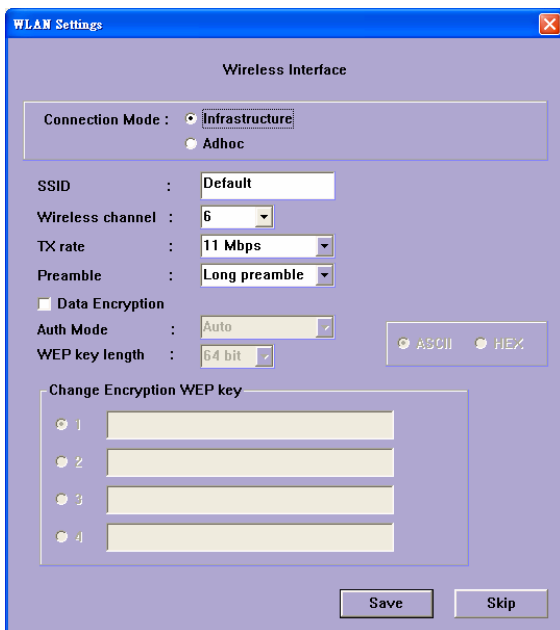 WLAN Settings
Wireless Interface
Connection Mode : Infrastructure
Adhoc
SSID : Default
Wireless channel : 6
TX rate : 11 Mbps
Preamble : Long preamble
Data Encryption
Auth Mode : Auto
WEP key length : 64 bit
ASCII HEX
Change Encryption WEP key
1
2
3
4
Save Skip